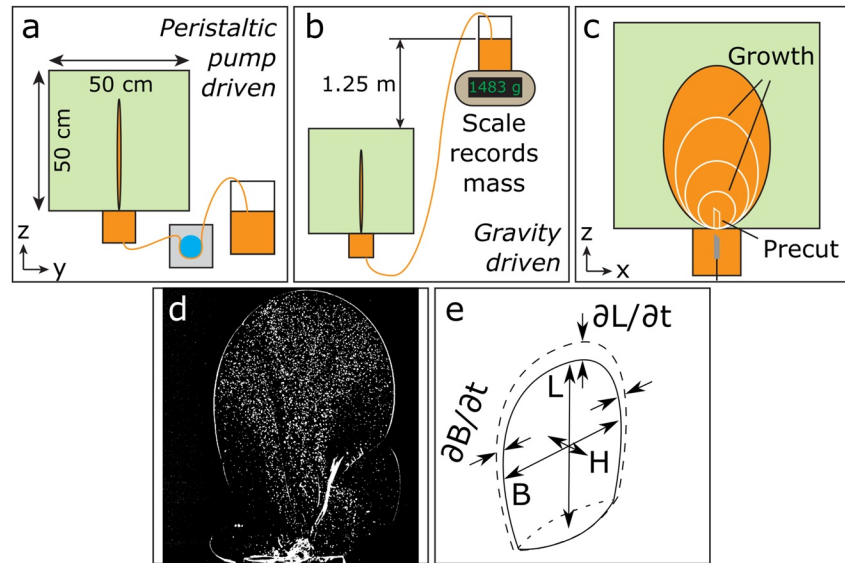 a
Peristaltic
pump
driven
50 cm
50 cm
z
y
b
1.25 m
1483 g
Scale
records
mass
Gravity
driven
c
Growth
Precut
z
x
d
e
∂L/∂t
∂B/∂t
L
H
B